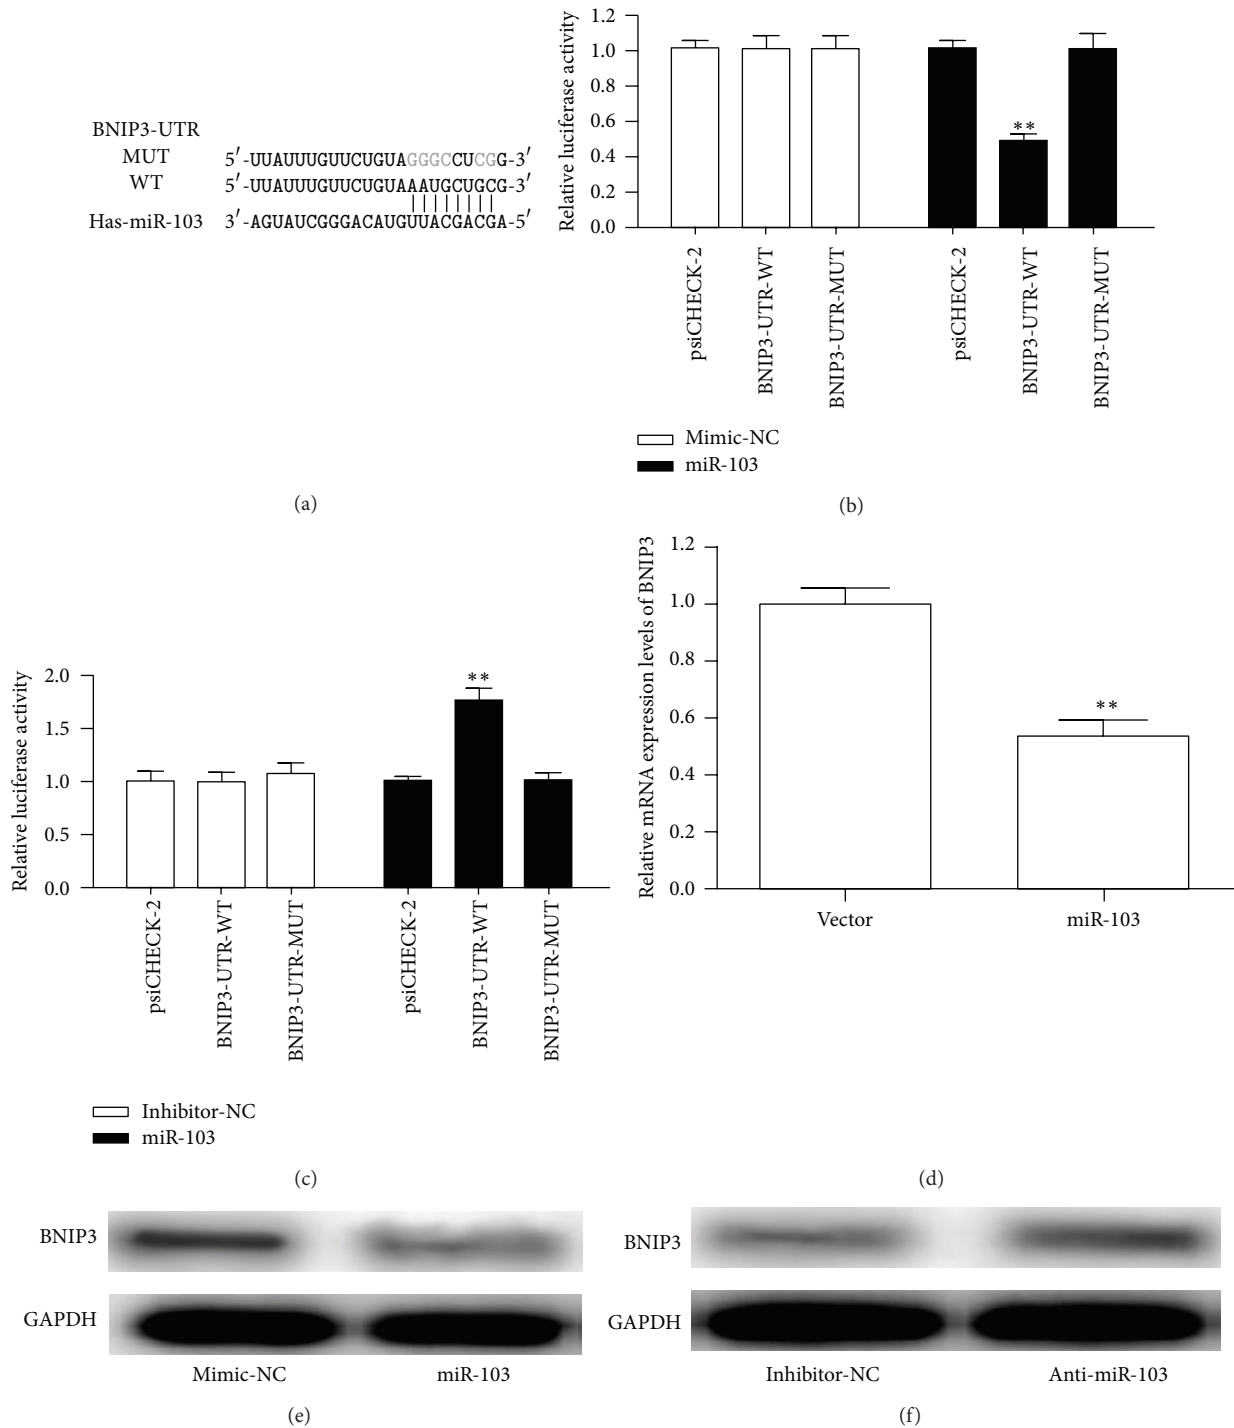 BNIP3-UTR
MUT 5′-UUAUUUGUUCUGUAGGGCCUCGG-3′
WT 5′-UUAUUUGUUCUGUAAAUGCUGCG-3′
Has-miR-103 3′-AGUAUCGGGACAUGUUACGACGA-5′
(a)
Relative luciferase activity
1.2
1.0
0.8
0.6
0.4
0.2
0.0
**
psiCHECK-2
BNIP3-UTR-WT
BNIP3-UTR-MUT
psiCHECK-2
BNIP3-UTR-WT
BNIP3-UTR-MUT
Mimic-NC
miR-103
(b)
Relative luciferase activity
2.0
1.5
1.0
0.5
0.0
**
psiCHECK-2
BNIP3-UTR-WT
BNIP3-UTR-MUT
psiCHECK-2
BNIP3-UTR-WT
BNIP3-UTR-MUT
Inhibitor-NC
miR-103
(c)
Relative mRNA expression levels of BNIP3
1.2
1.0
0.8
0.6
0.4
0.2
0.0
**
Vector miR-103
(d)
BNIP3
GAPDH
Mimic-NC miR-103
(e)
BNIP3
GAPDH
Inhibitor-NC Anti-miR-103
(f)